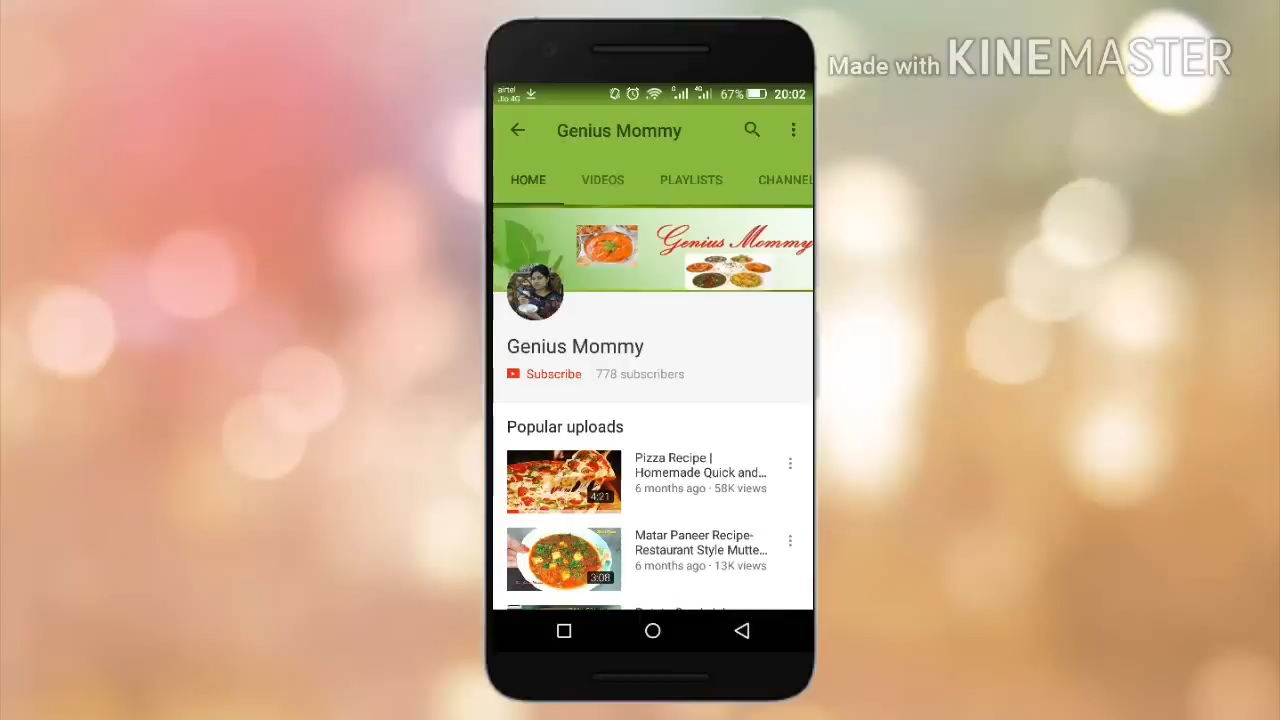 Made with KINEMASTER
airtel
Jio 4G
67% 20:02
Genius Mommy
HOME VIDEOS PLAYLISTS CHANNEL
Genius Mommy
Genius Mommy
Subscribe 778 subscribers
Popular uploads
Pizza Recipe |
Homemade Quick and...
6 months ago · 58K views
4:21
Matar Paneer Recipe-
Restaurant Style Mutte...
6 months ago · 13K views
3:08